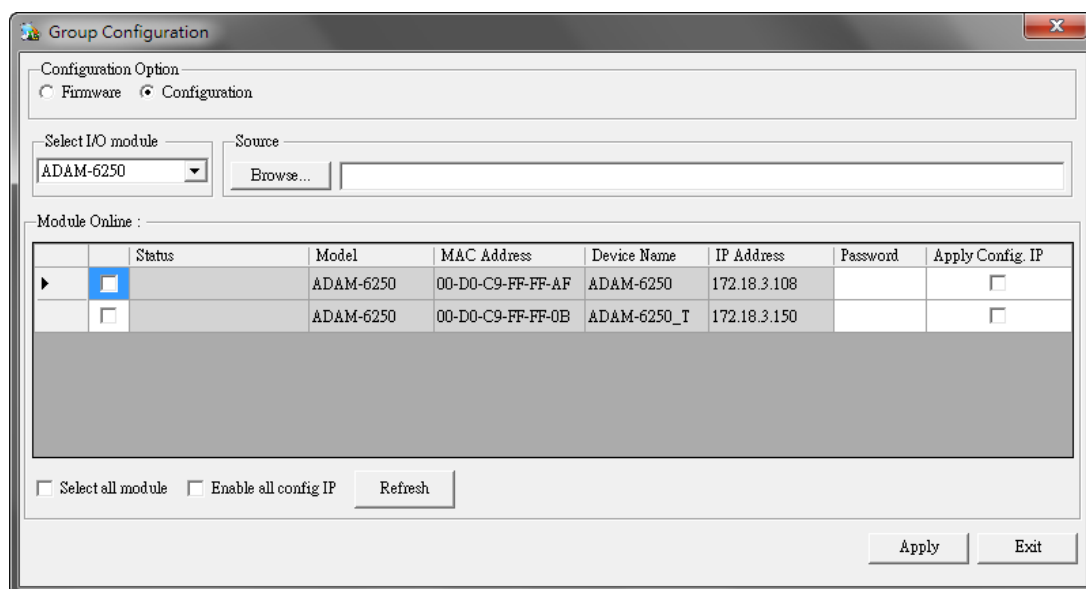 Group Configuration
Configuration Option
Firmware Configuration
Select I/O module Source
ADAM-6250 Browse...
Module Online :
Status Model MAC Address Device Name IP Address Password Apply Config. IP
ADAM-6250 00-D0-C9-FF-FF-AF ADAM-6250 172.18.3.108
ADAM-6250 00-D0-C9-FF-FF-0B ADAM-6250_T 172.18.3.150
Select all module Enable all config IP Refresh
Apply Exit